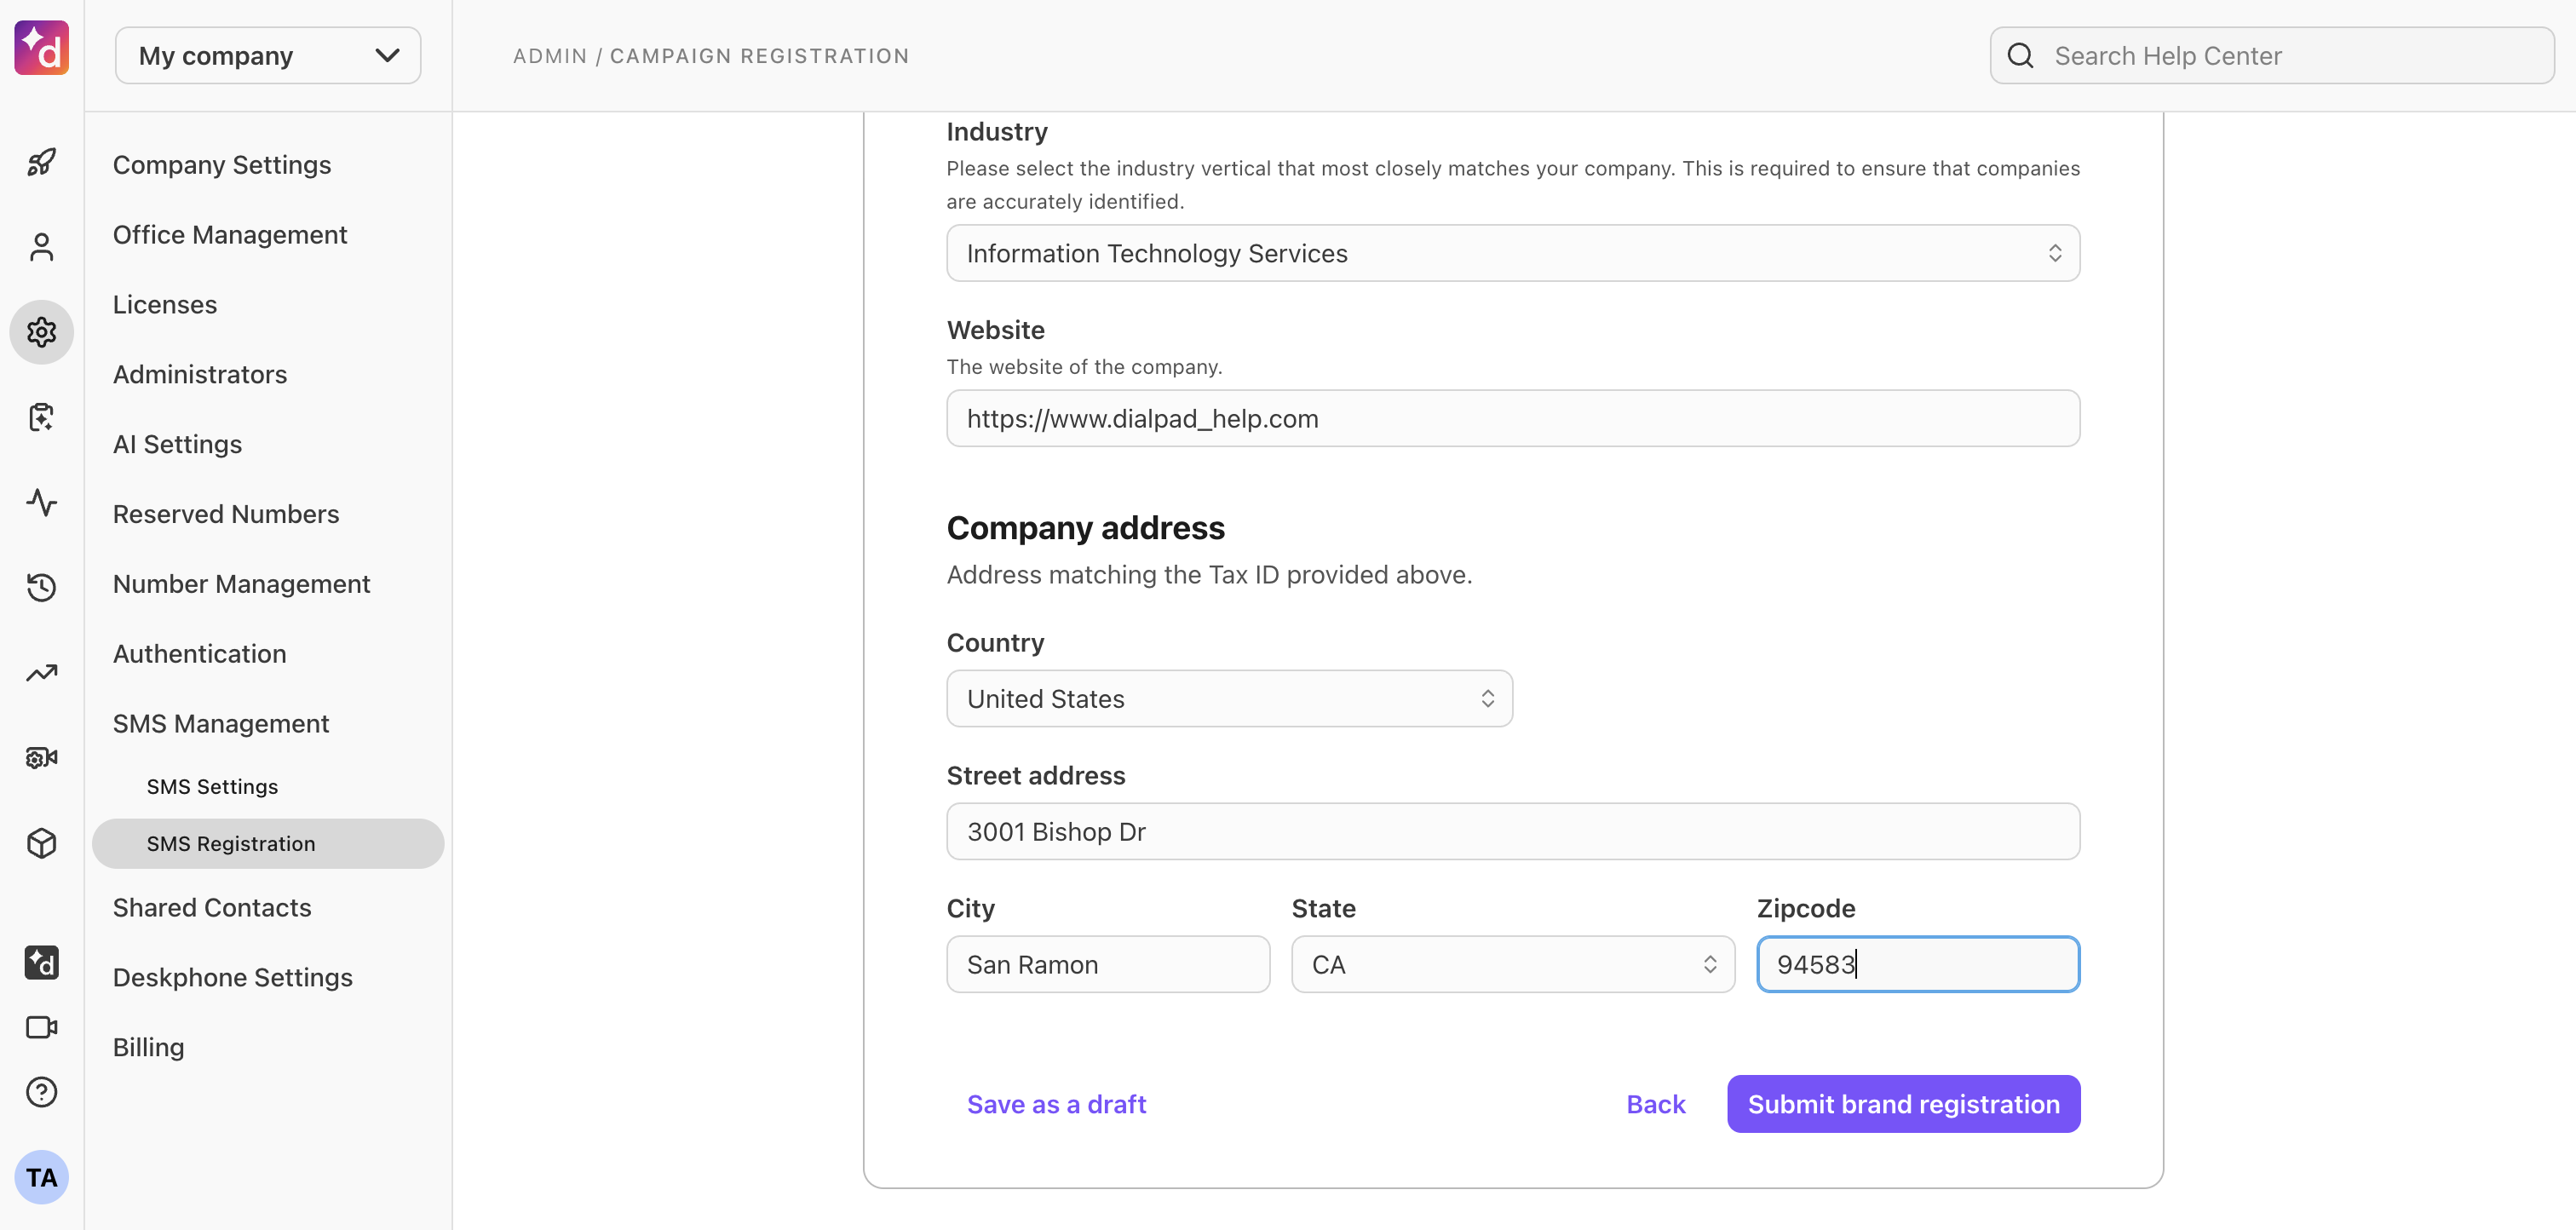 d
My company
ADMIN / CAMPAIGN REGISTRATION
Search Help Center
Company Settings
Office Management
Licenses
Administrators
AI Settings
Reserved Numbers
Number Management
Authentication
SMS Management
SMS Settings
SMS Registration
Shared Contacts
Deskphone Settings
Billing
d
TA
Industry
Please select the industry vertical that most closely matches your company. This is required to ensure that companies
are accurately identified.
Information Technology Services
Website
The website of the company.
https://www.dialpad_help.com
Company address
Address matching the Tax ID provided above.
Country
United States
Street address
3001 Bishop Dr
City State Zipcode
San Ramon CA 94583
Save as a draft Back Submit brand registration